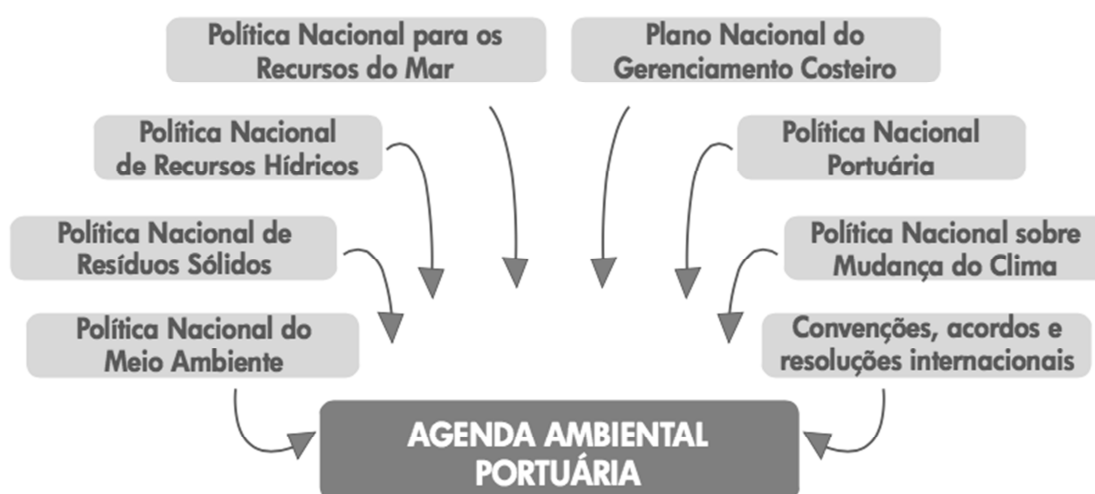 Política Nacional para os
Recursos do Mar
Plano Nacional do
Gerenciamento Costeiro
Política Nacional
de Recursos Hídricos
Política Nacional
Portuária
Política Nacional de
Resíduos Sólidos
Política Nacional sobre
Mudança do Clima
Política Nacional do
Meio Ambiente
Convenções, acordos e
resoluções internacionais
AGENDA AMBIENTAL
PORTUÁRIA